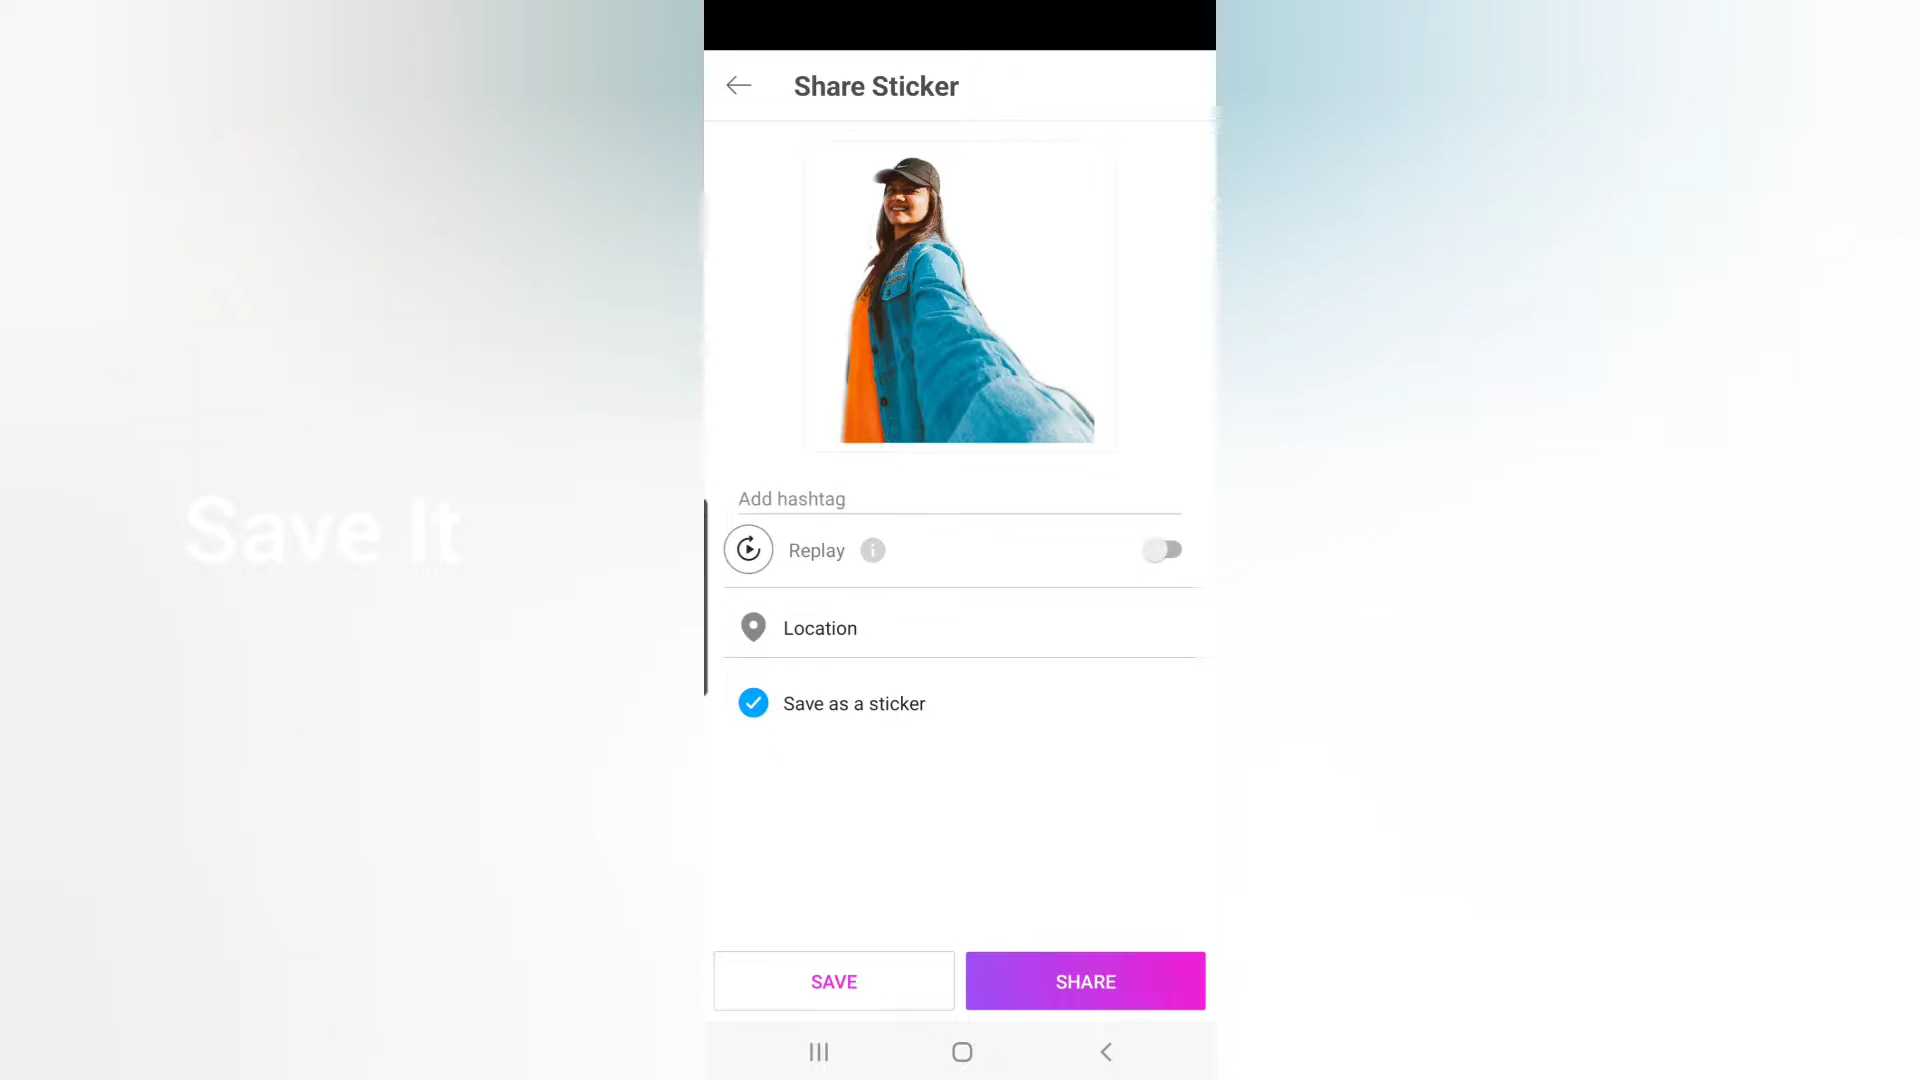 Share Sticker
Add hashtag
Replay
Save It
Location
Save as a sticker
SAVE
SHARE